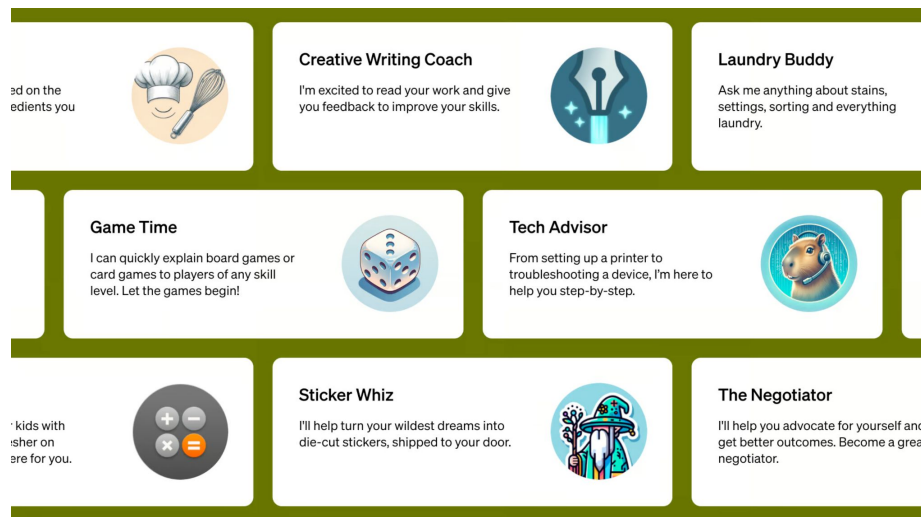 ed on the
edients you
Creative Writing Coach
I'm excited to read your work and give
you feedback to improve your skills.
Laundry Buddy
Ask me anything about stains,
settings, sorting and everything
laundry.
Game Time
I can quickly explain board games or
card games to players of any skill
level. Let the games begin!
Tech Advisor
From setting up a printer to
troubleshooting a device, I'm here to
help you step-by-step.
kids with
esher on
ere for you.
Sticker Whiz
I'll help turn your wildest dreams into
die-cut stickers, shipped to your door.
The Negotiator
I'll help you advocate for yourself and
get better outcomes. Become a grea
negotiator.